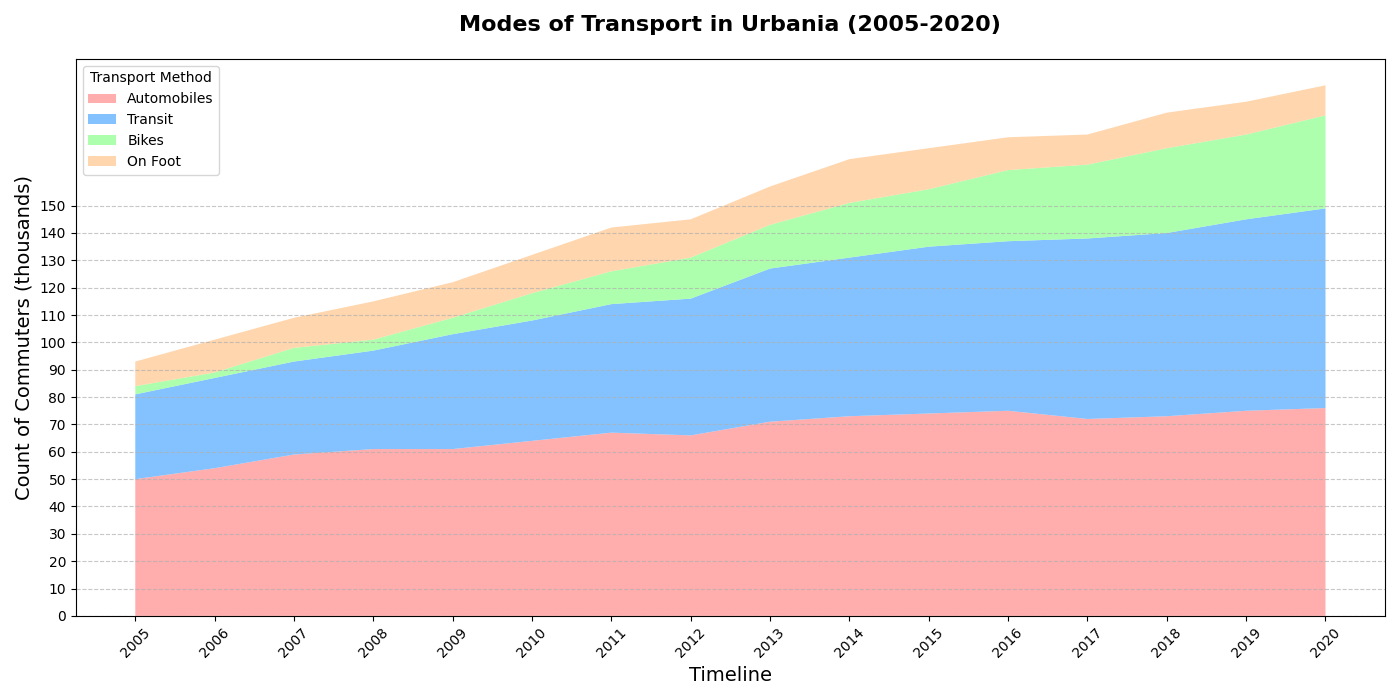 Modes of Transport in Urbania (2005-2020)
Transport Method
Automobiles
Transit
Bikes
On Foot
Count of Commuters (thousands)
150
140
130
120
110
100
90
80
70
60
50
40
30
20
10
0
2005 2006 2007 2008 2009 2010 2011 2012 2013 2014 2015 2016 2017 2018 2019 2020
Timeline